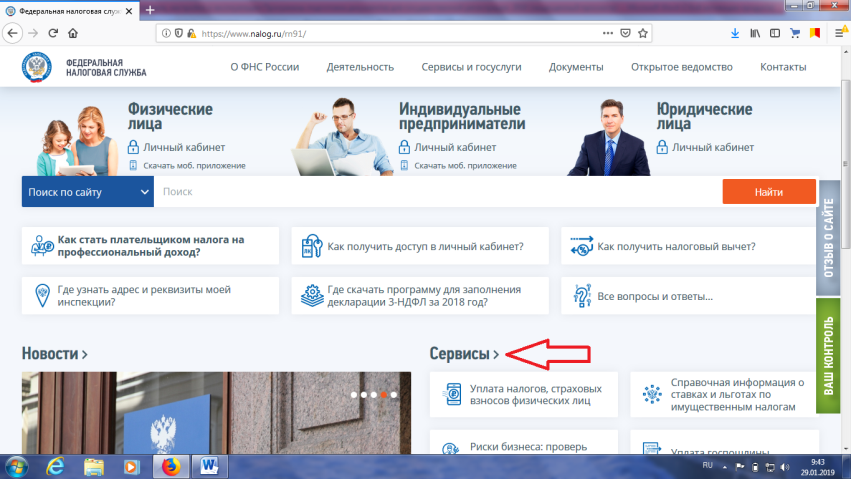 Федеральная налоговая служ
https://www.nalog.ru/rn91/
ФЕДЕРАЛЬНАЯ
НАЛОГОВАЯ СЛУЖБА
О ФНС России
Деятельность
Сервисы и госуслуги
Документы
Открытое ведомство
Контакты
Физические
лица
Личный кабинет
Скачать моб. приложение
Индивидуальные
предприниматели
Личный кабинет
Скачать моб. приложение
Юридические
лица
Личный кабинет
Поиск по сайту
Поиск
Найти
Как стать плательщиком налога на
профессиональный доход?
Как получить доступ в личный кабинет?
Как получить налоговый вычет?
Где узнать адрес и реквизиты моей
инспекции?
Где скачать программу для заполнения
декларации 3-НДФЛ за 2018 год?
Все вопросы и ответы...
ОТЗЫВ О САЙТЕ
ВАШ КОНТРОЛЬ
Новости >
Сервисы >
Уплата налогов, страховых
взносов физических лиц
Справочная информация о
ставках и льготах по
имущественным налогам
Риски бизнеса: проверь
Уплата госпошлины
RU
9:43
29.01.2019